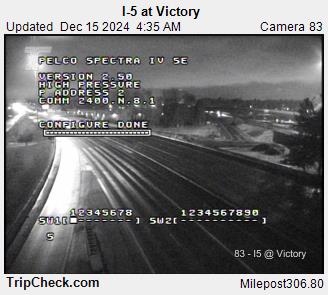 I-5 at Victory
Updated Dec 15 2024 4:35 AM Camera 83
PELCO SPECTRA IV SE
VERSION 2.50
HIGH PRESSURE
P ADDRESS 2
COMM 2400.N.8.1
CONFIGURE DONE
12345678 1234567890
SW1[ -------] SW2[----------]
5
83 - I5 @ Victory
TripCheck.com Milepost306.80